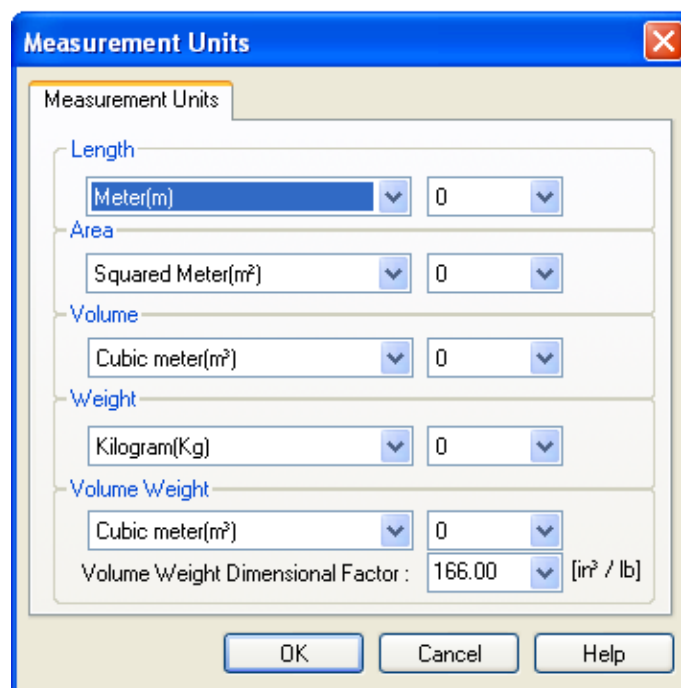 Measurement Units
Measurement Units
Length
Meter(m) 0
Area
Squared Meter(m²) 0
Volume
Cubic meter(m³) 0
Weight
Kilogram(Kg) 0
Volume Weight
Cubic meter(m³) 0
Volume Weight Dimensional Factor : 166.00 [in³ / lb]
OK Cancel Help